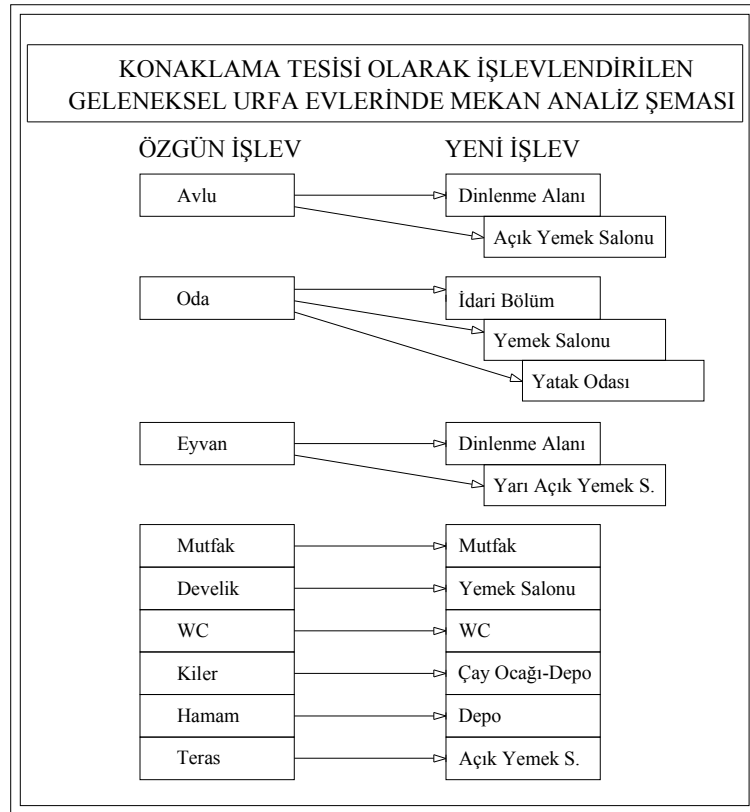 KONAKLAMA TESİSİ OLARAK İŞLEVLENDİRİLEN
GELENEKSEL URFA EVLERİNDE MEKAN ANALİZ ŞEMASI
ÖZGÜN İŞLEV YENİ İŞLEV
Avlu Dinlenme Alanı
Açık Yemek Salonu
Oda İdari Bölüm
Yemek Salonu
Yatak Odası
Eyvan Dinlenme Alanı
Yarı Açık Yemek S.
Mutfak Mutfak
Develik Yemek Salonu
WC WC
Kiler Çay Ocağı-Depo
Hamam Depo
Teras Açık Yemek S.